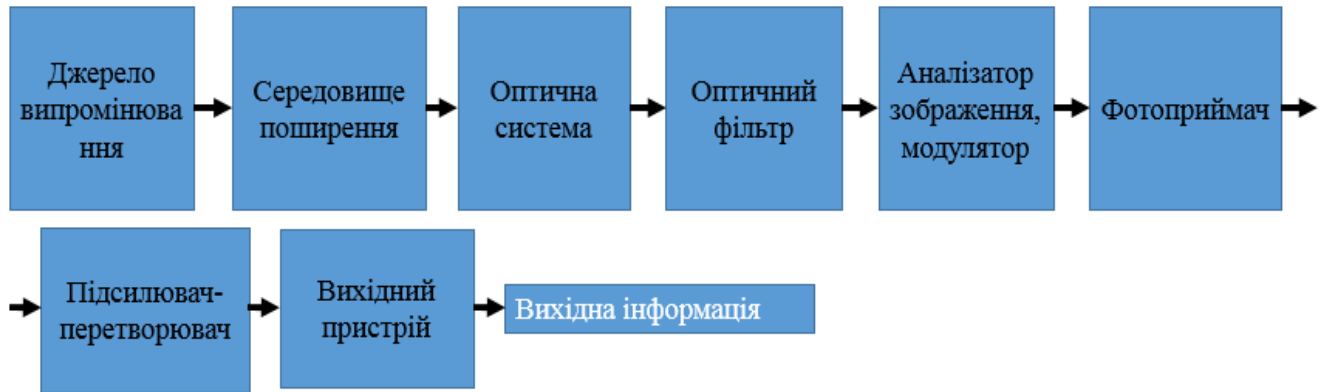 Джерело
випромінюва
ння
Середовище
поширення
Оптична
система
Оптичний
фільтр
Аналізатор
зображення,
модулятор
Фотоприймач
Підсилювач-
перетворювач
Вихідний
пристрій
Вихідна інформація